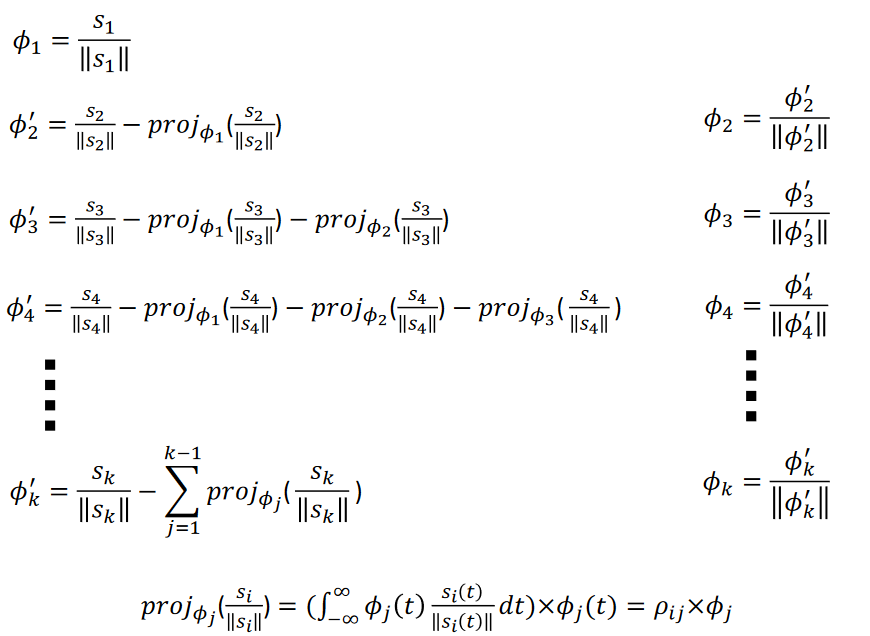 ϕ₁ = s₁ / ‖s₁‖
ϕ′₂ = s₂/‖s₂‖ − proj_ϕ₁(s₂/‖s₂‖)    ϕ₂ = ϕ′₂ / ‖ϕ′₂‖
ϕ′₃ = s₃/‖s₃‖ − proj_ϕ₁(s₃/‖s₃‖) − proj_ϕ₂(s₃/‖s₃‖)    ϕ₃ = ϕ′₃ / ‖ϕ′₃‖
ϕ′₄ = s₄/‖s₄‖ − proj_ϕ₁(s₄/‖s₄‖) − proj_ϕ₂(s₄/‖s₄‖) − proj_ϕ₃(s₄/‖s₄‖)    ϕ₄ = ϕ′₄ / ‖ϕ′₄‖
ϕ′ₖ = sₖ/‖sₖ‖ − ∑_{j=1}^{k−1} proj_ϕⱼ(sₖ/‖sₖ‖)    ϕₖ = ϕ′ₖ / ‖ϕ′ₖ‖
proj_ϕⱼ(sᵢ/‖sᵢ‖) = (∫_{−∞}^{∞} ϕⱼ(t) sᵢ(t)/‖sᵢ(t)‖ dt)×ϕⱼ(t) = ρᵢⱼ×ϕⱼ